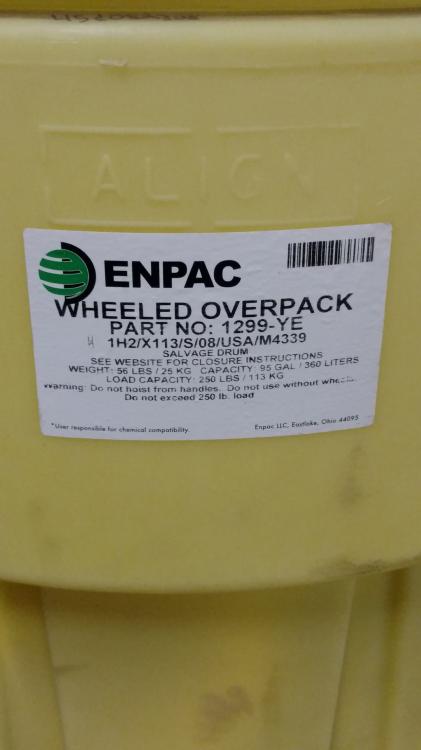 ALIGN
ENPAC
WHEELED OVERPACK
PART NO: 1299-YE
1H2/X113/S/08/USA/M4339
SALVAGE DRUM
SEE WEBSITE FOR CLOSURE INSTRUCTIONS
WEIGHT: 56 LBS / 25 KG CAPACITY: 95 GAL / 360 LITERS
LOAD CAPACITY: 250 LBS / 113 KG
Warning: Do not hoist from handles. Do not use without wheels.
Do not exceed 250 lb. load
*User responsible for chemical compatibility. Enpac LLC, Eastlake, Ohio 44095